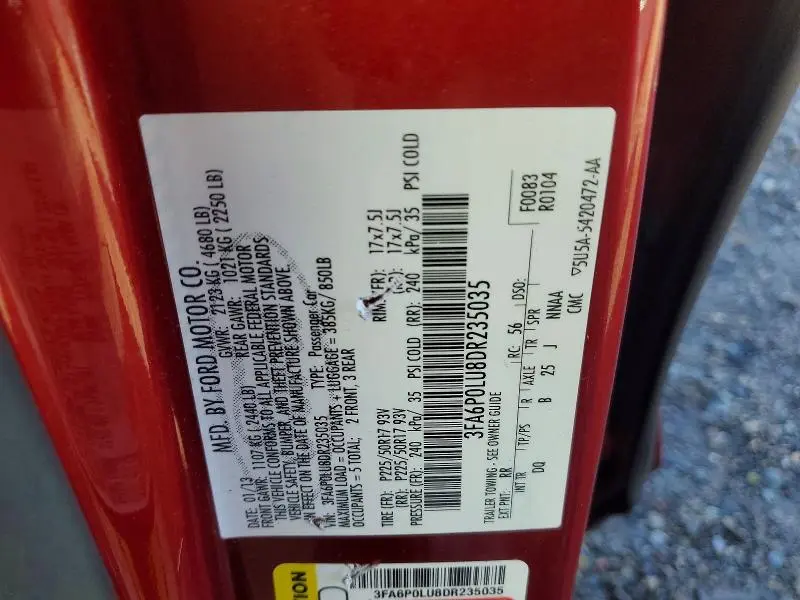 MFD. BY FORD MOTOR CO.
DATE: 01/13 GVWR: 2123 KG ( 4680 LB)
FRONT GAWR: 1107 KG ( 2440 LB) REAR GAWR: 1021 KG ( 2250 LB)
THIS VEHICLE CONFORMS TO ALL APPLICABLE FEDERAL MOTOR
VEHICLE SAFETY, BUMPER, AND THEFT PREVENTION STANDARDS
IN EFFECT ON THE DATE OF MANUFACTURE SHOWN ABOVE.
VIN: 3FA6P0LU8DR235035 TYPE: Passenger Car
MAXIMUM LOAD = OCCUPANTS + LUGGAGE = 385KG/ 850LB
OCCUPANTS = 5 TOTAL; 2 FRONT, 3 REAR
TIRE (FR): P225/50R17 93V RIM (FR): 17x7.5J
(RR): P225/50R17 93V 17x7.5J
PRESSURE (FR): 240 kPa/ 35 PSI COLD (RR): 240 kPa/ 35 PSI COLD
3FA6P0LU8DR235035
TRAILER TOWING - SEE OWNER GUIDE F0083
EXT PNT: RR RC: 56 DSO: R0104
INT TR TP/PS R AXLE TR SPR
DQ B 25 J NNAA
CMC ▽5U5A-5420472-AA
3FA6P0LU8DR235035